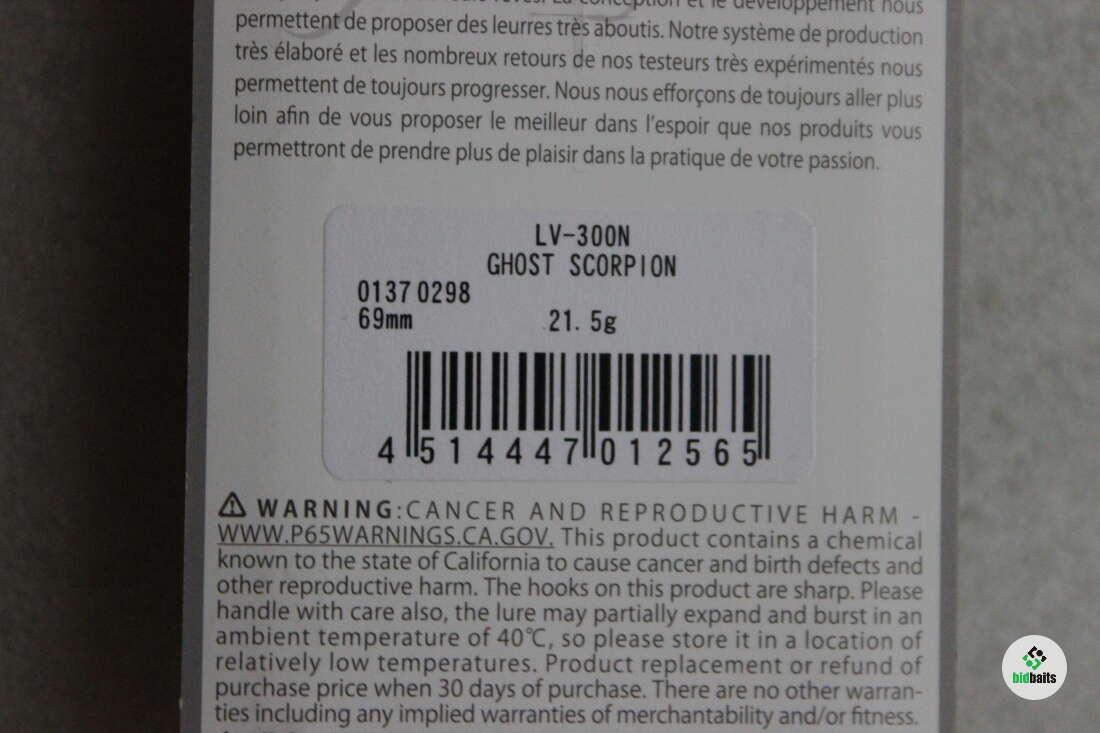 La conception et le développement nous
permettent de proposer des leurres très aboutis. Notre système de production
très élaboré et les nombreux retours de nos testeurs très expérimentés nous
permettent de toujours progresser. Nous nous efforçons de toujours aller plus
loin afin de vous proposer le meilleur dans l'espoir que nos produits vous
permettront de prendre plus de plaisir dans la pratique de votre passion.
LV-300N
GHOST SCORPION
01370298
69mm 21.5g
4 514447 012565
WARNING:CANCER AND REPRODUCTIVE HARM -
WWW.P65WARNINGS.CA.GOV. This product contains a chemical
known to the state of California to cause cancer and birth defects and
other reproductive harm. The hooks on this product are sharp. Please
handle with care also, the lure may partially expand and burst in an
ambient temperature of 40℃, so please store it in a location of
relatively low temperatures. Product replacement or refund of
purchase price when 30 days of purchase. There are no other warran-
ties including any implied warranties of merchantability and/or fitness.
bidbaits